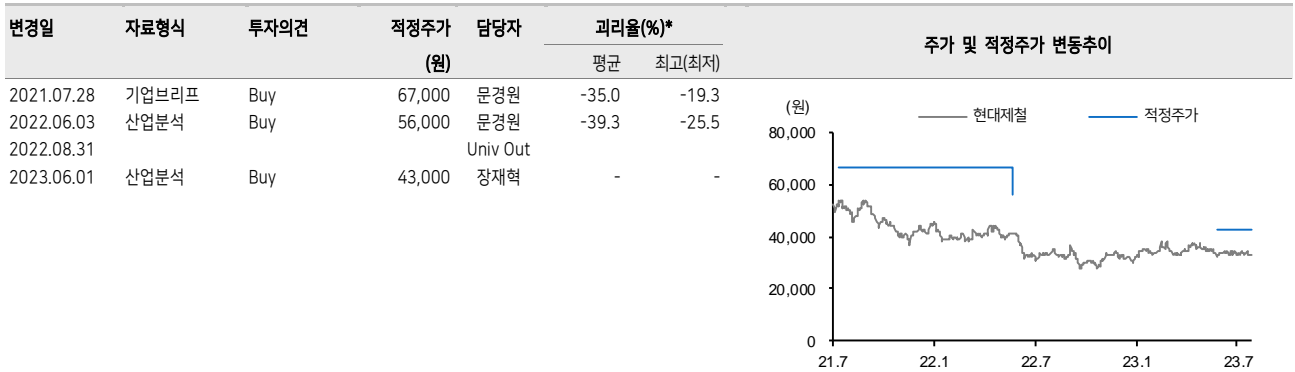 변경일 자료형식 투자의견 적정주가 담당자 괴리율(%)*
(원) 평균 최고(최저)
2021.07.28 기업브리프 Buy 67,000 문경원 -35.0 -19.3
2022.06.03 산업분석 Buy 56,000 문경원 -39.3 -25.5
2022.08.31 Univ Out
2023.06.01 산업분석 Buy 43,000 장재혁 - -
주가 및 적정주가 변동추이
(원)
현대제철 적정주가
80,000
60,000
40,000
20,000
0
21.7 22.1 22.7 23.1 23.7